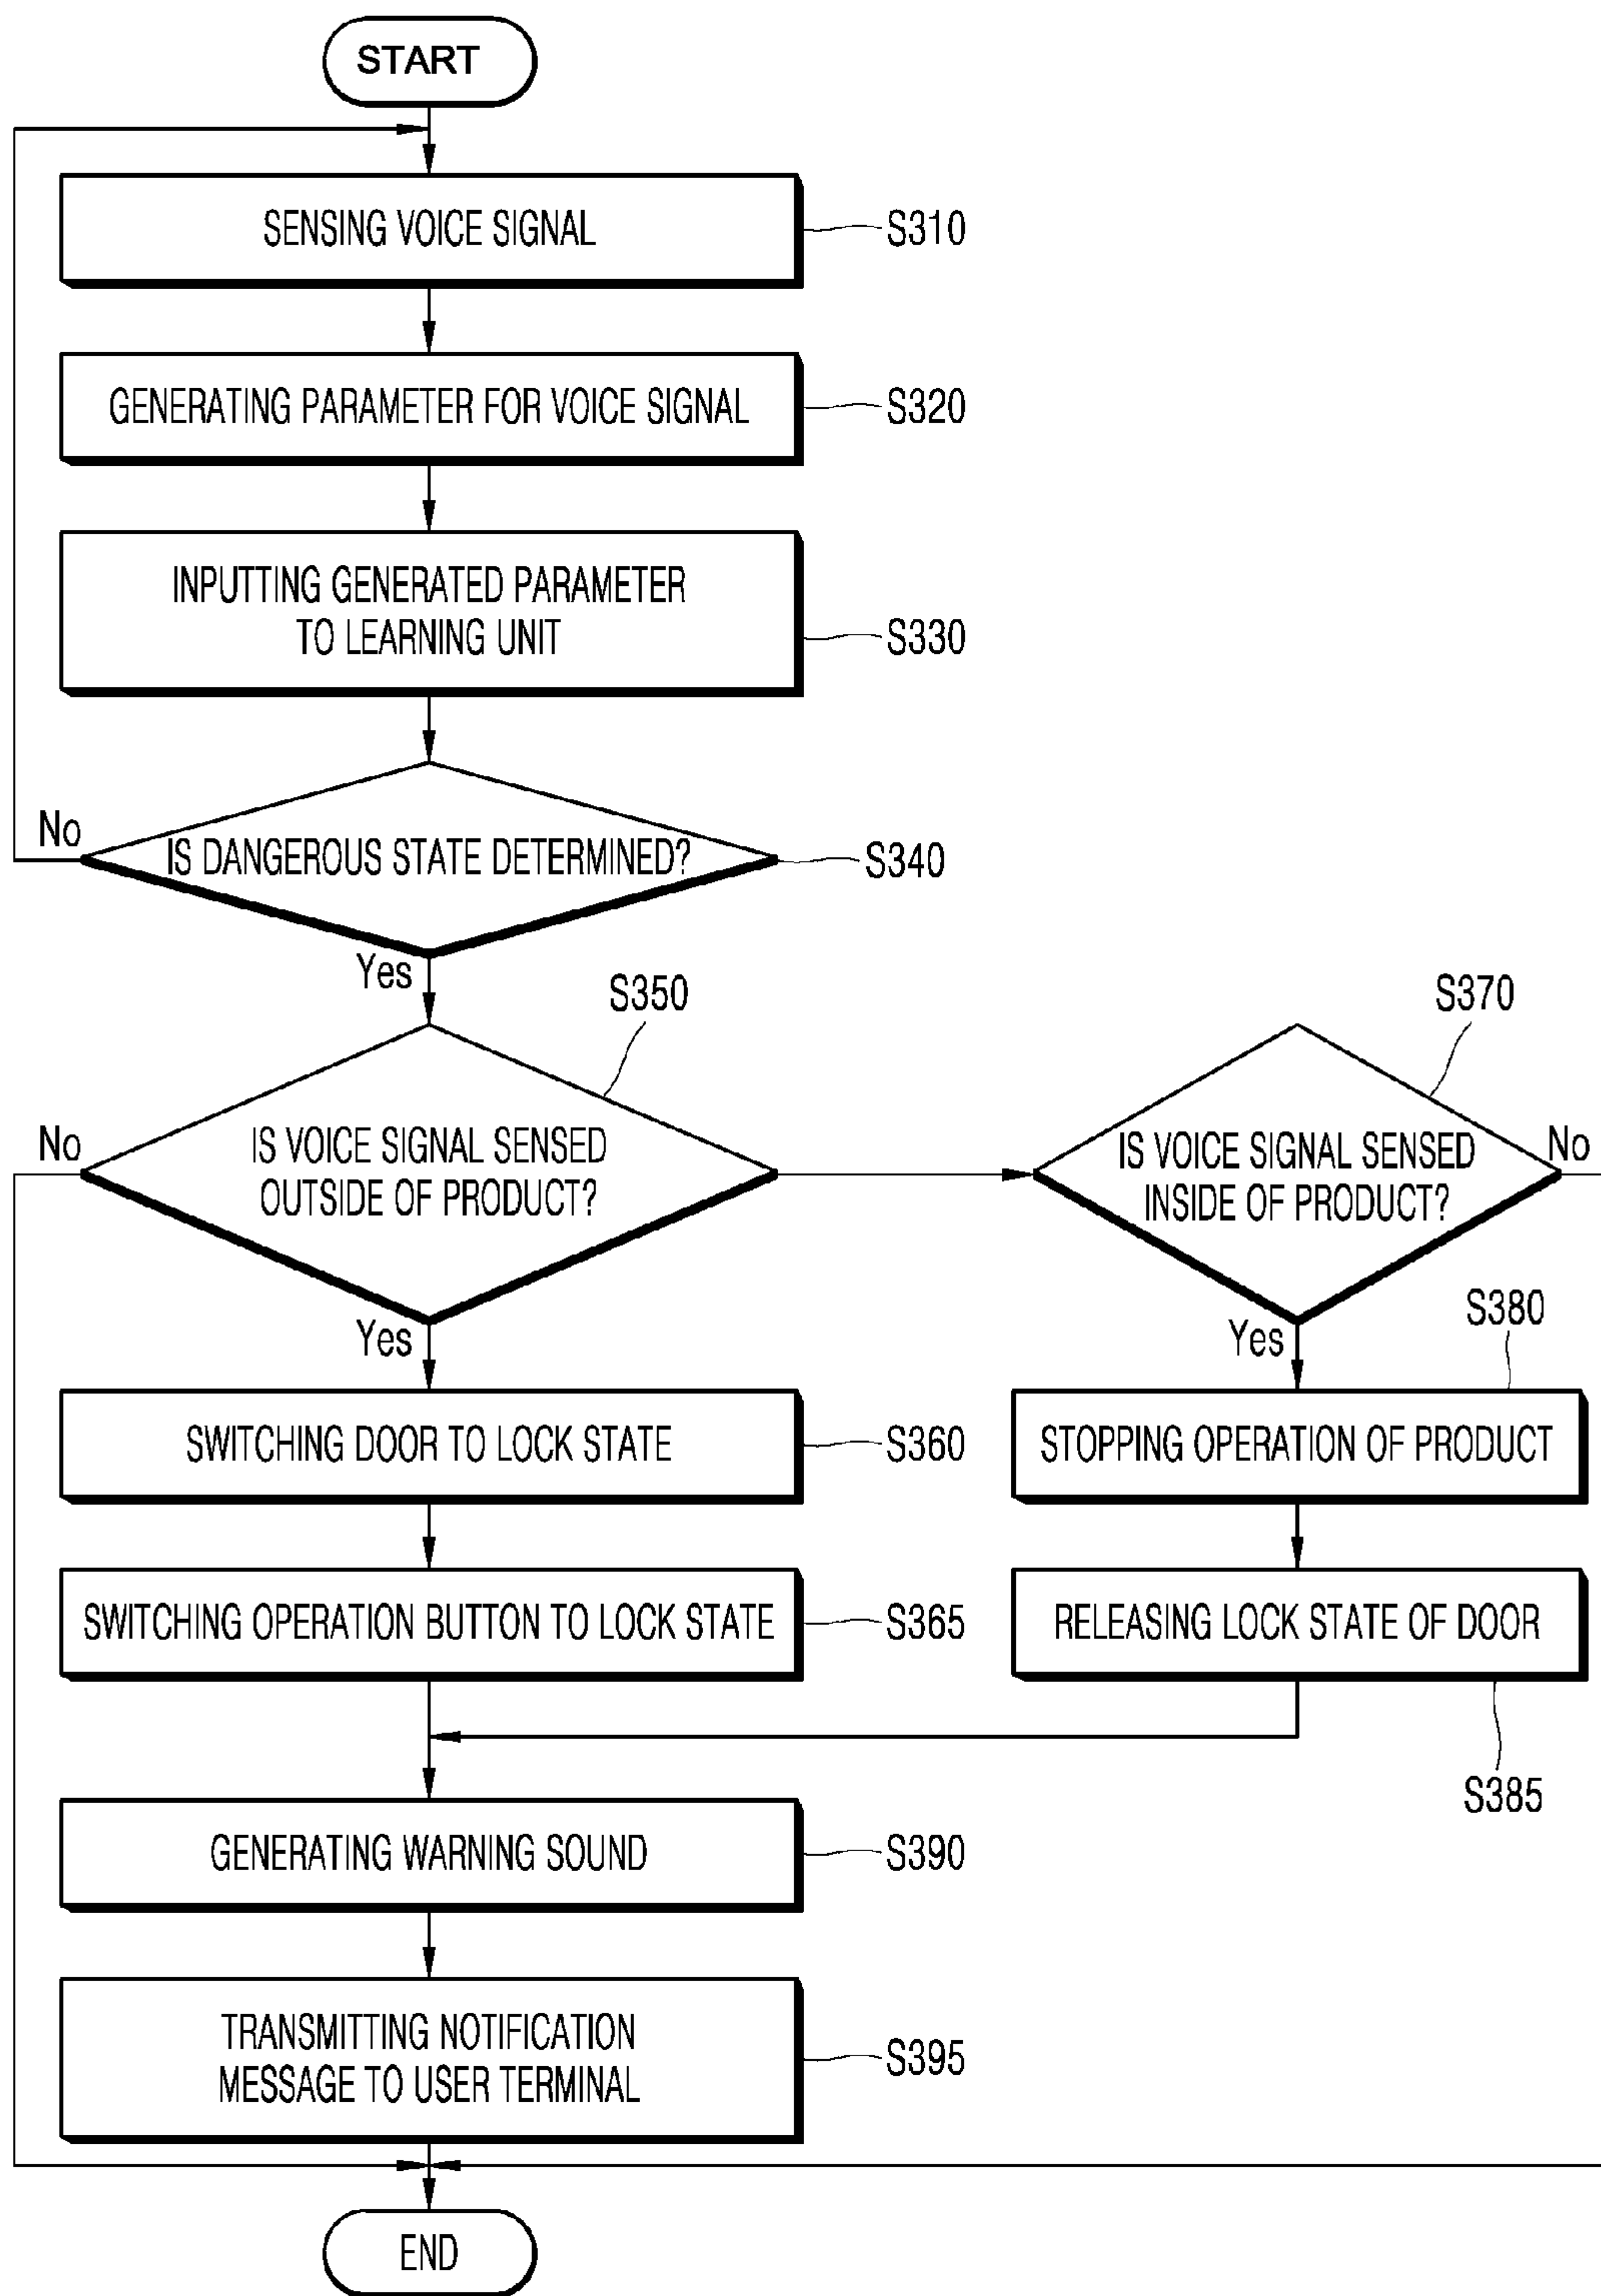 START
SENSING VOICE SIGNAL
S310
GENERATING PARAMETER FOR VOICE SIGNAL
S320
INPUTTING GENERATED PARAMETER
TO LEARNING UNIT
S330
No
IS DANGEROUS STATE DETERMINED?
S340
Yes
S350
S370
No
IS VOICE SIGNAL SENSED
OUTSIDE OF PRODUCT?
IS VOICE SIGNAL SENSED
INSIDE OF PRODUCT?
No
Yes
Yes
S380
SWITCHING DOOR TO LOCK STATE
S360
STOPPING OPERATION OF PRODUCT
SWITCHING OPERATION BUTTON TO LOCK STATE
S365
RELEASING LOCK STATE OF DOOR
S385
GENERATING WARNING SOUND
S390
TRANSMITTING NOTIFICATION
MESSAGE TO USER TERMINAL
S395
END